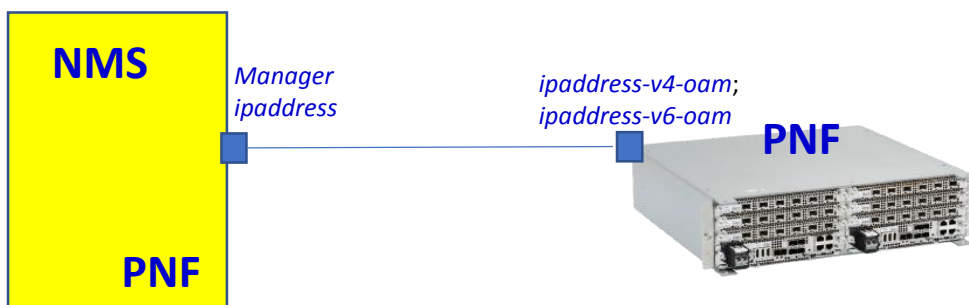 NMS
Manager
ipaddress
PNF
ipaddress-v4-oam;
ipaddress-v6-oam
PNF